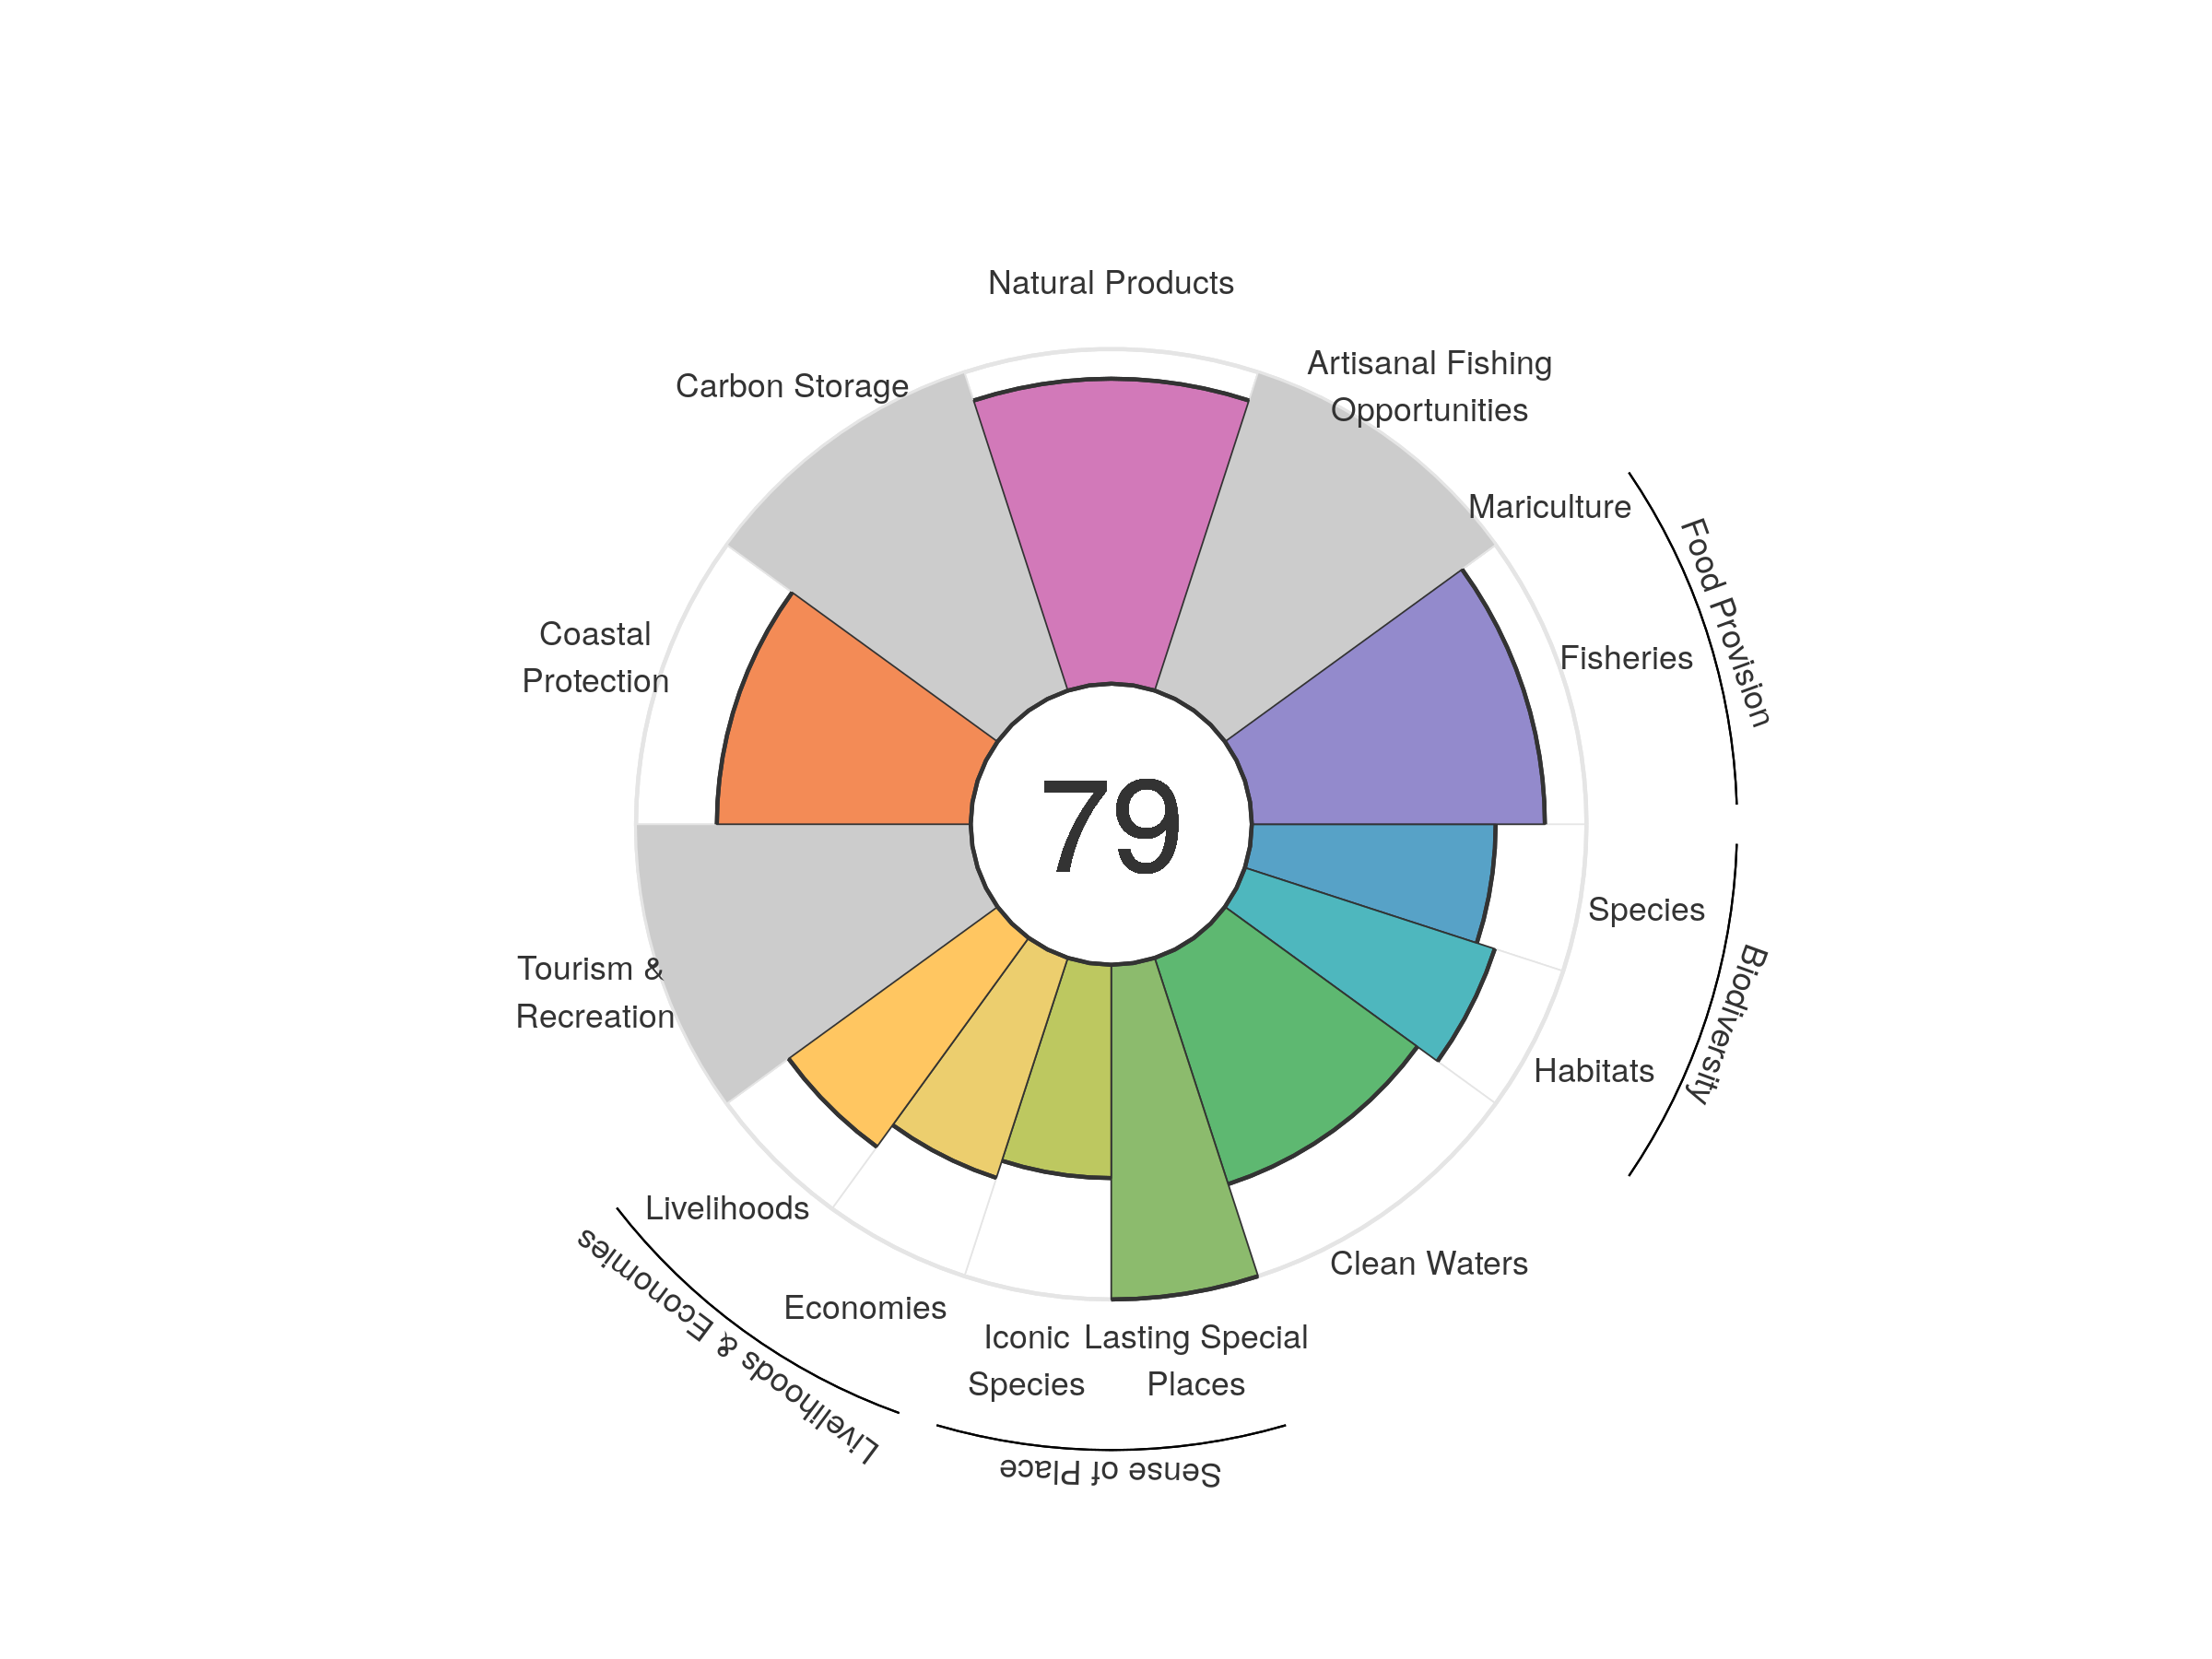 Natural Products
Artisanal Fishing
Opportunities
Carbon Storage
Mariculture
Food Provision
Fisheries
Coastal
Protection
79
Species
Biodiversity
Tourism &
Recreation
Habitats
Livelihoods
Clean Waters
Livelihoods & Economies
Economies
Iconic
Species
Lasting Special
Places
Sense of Place